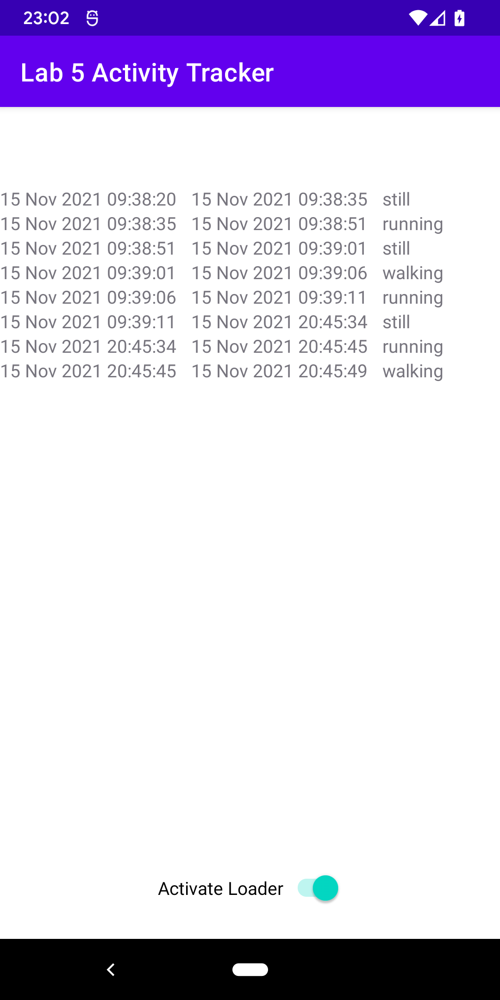 23:02
Lab 5 Activity Tracker
15 Nov 2021 09:38:20 15 Nov 2021 09:38:35 still
15 Nov 2021 09:38:35 15 Nov 2021 09:38:51 running
15 Nov 2021 09:38:51 15 Nov 2021 09:39:01 still
15 Nov 2021 09:39:01 15 Nov 2021 09:39:06 walking
15 Nov 2021 09:39:06 15 Nov 2021 09:39:11 running
15 Nov 2021 09:39:11 15 Nov 2021 20:45:34 still
15 Nov 2021 20:45:34 15 Nov 2021 20:45:45 running
15 Nov 2021 20:45:45 15 Nov 2021 20:45:49 walking
Activate Loader